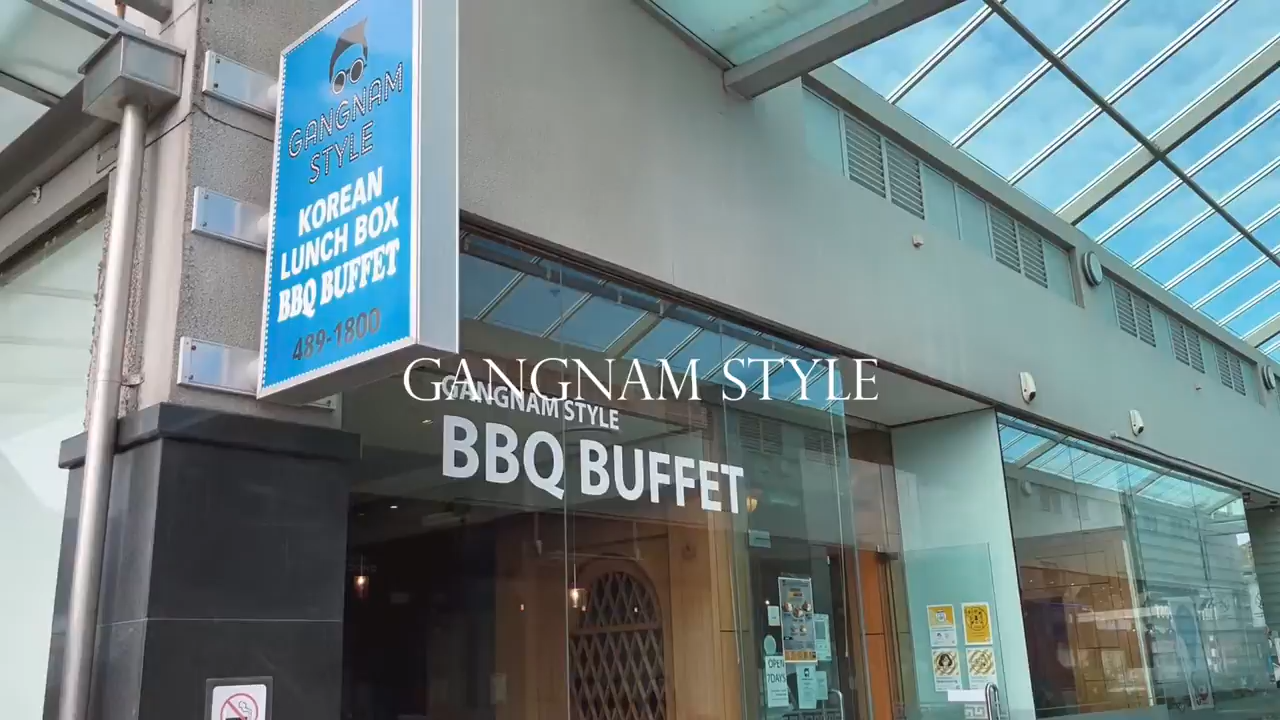 GANGNAM
STYLE
KOREAN
LUNCH BOX
BBQ BUFFET
489-1800
GANGNAM STYLE
GANGNAM STYLE
BBQ BUFFET
OPEN
7DAYS